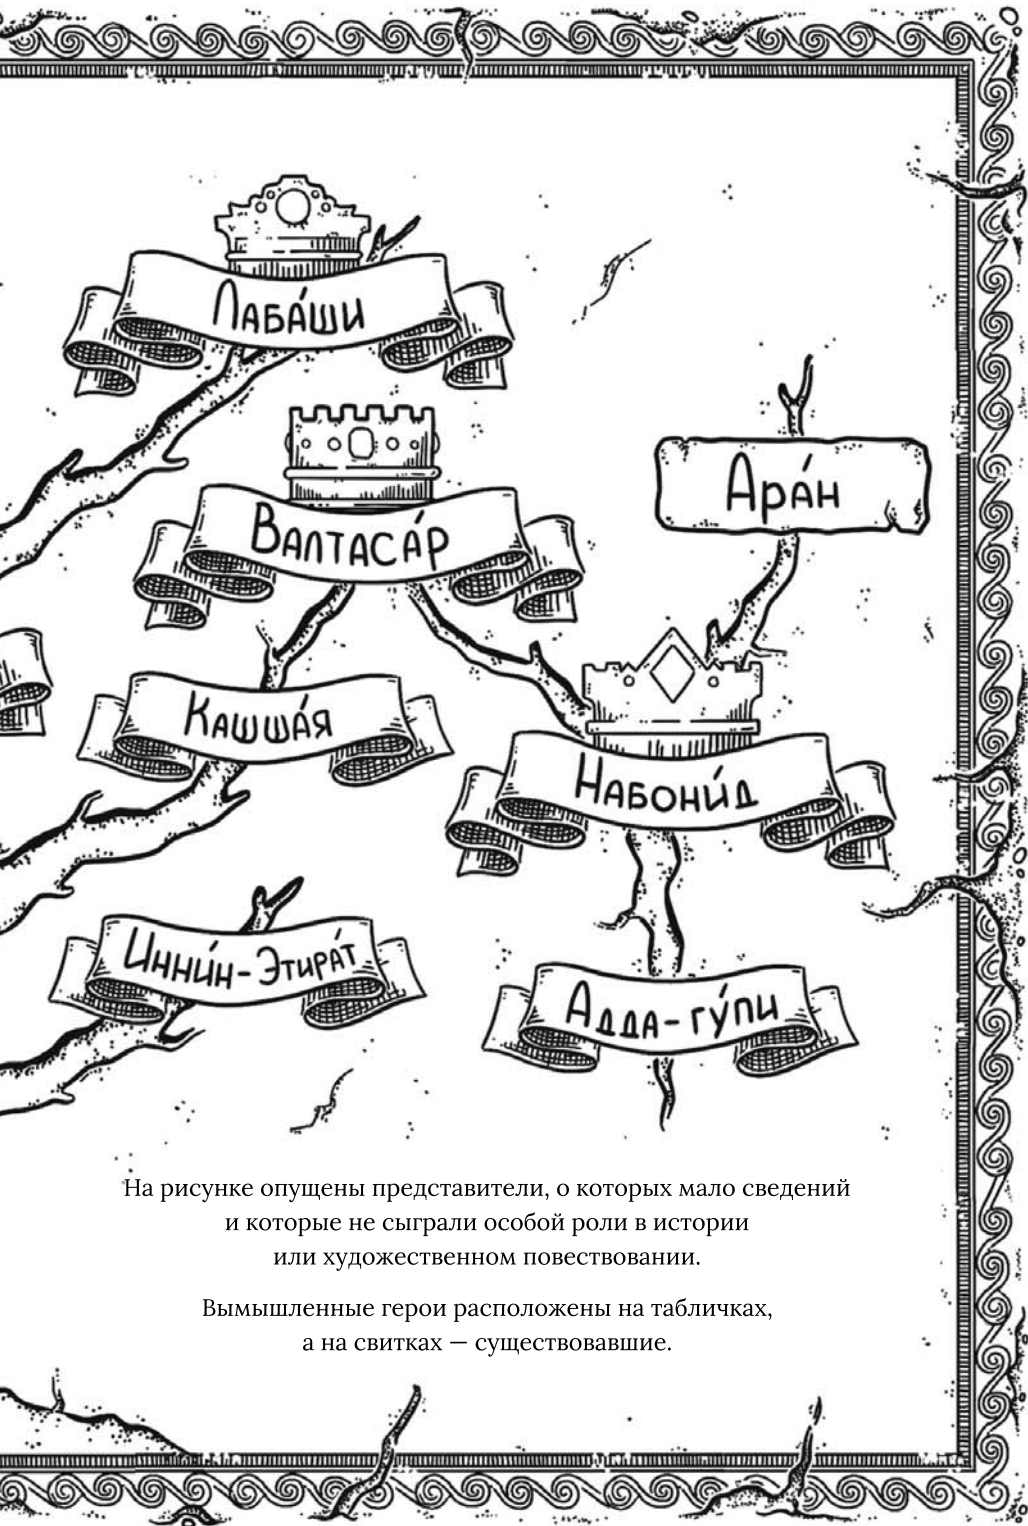 Лаба́ши
Валтаса́р
Ара́н
Кашша́я
Набони́д
Инни́н-Этира́т
Адда-гу́пи
На рисунке опущены представители, о которых мало сведений
и которые не сыграли особой роли в истории
или художественном повествовании.
Вымышленные герои расположены на табличках,
а на свитках — существовавшие.